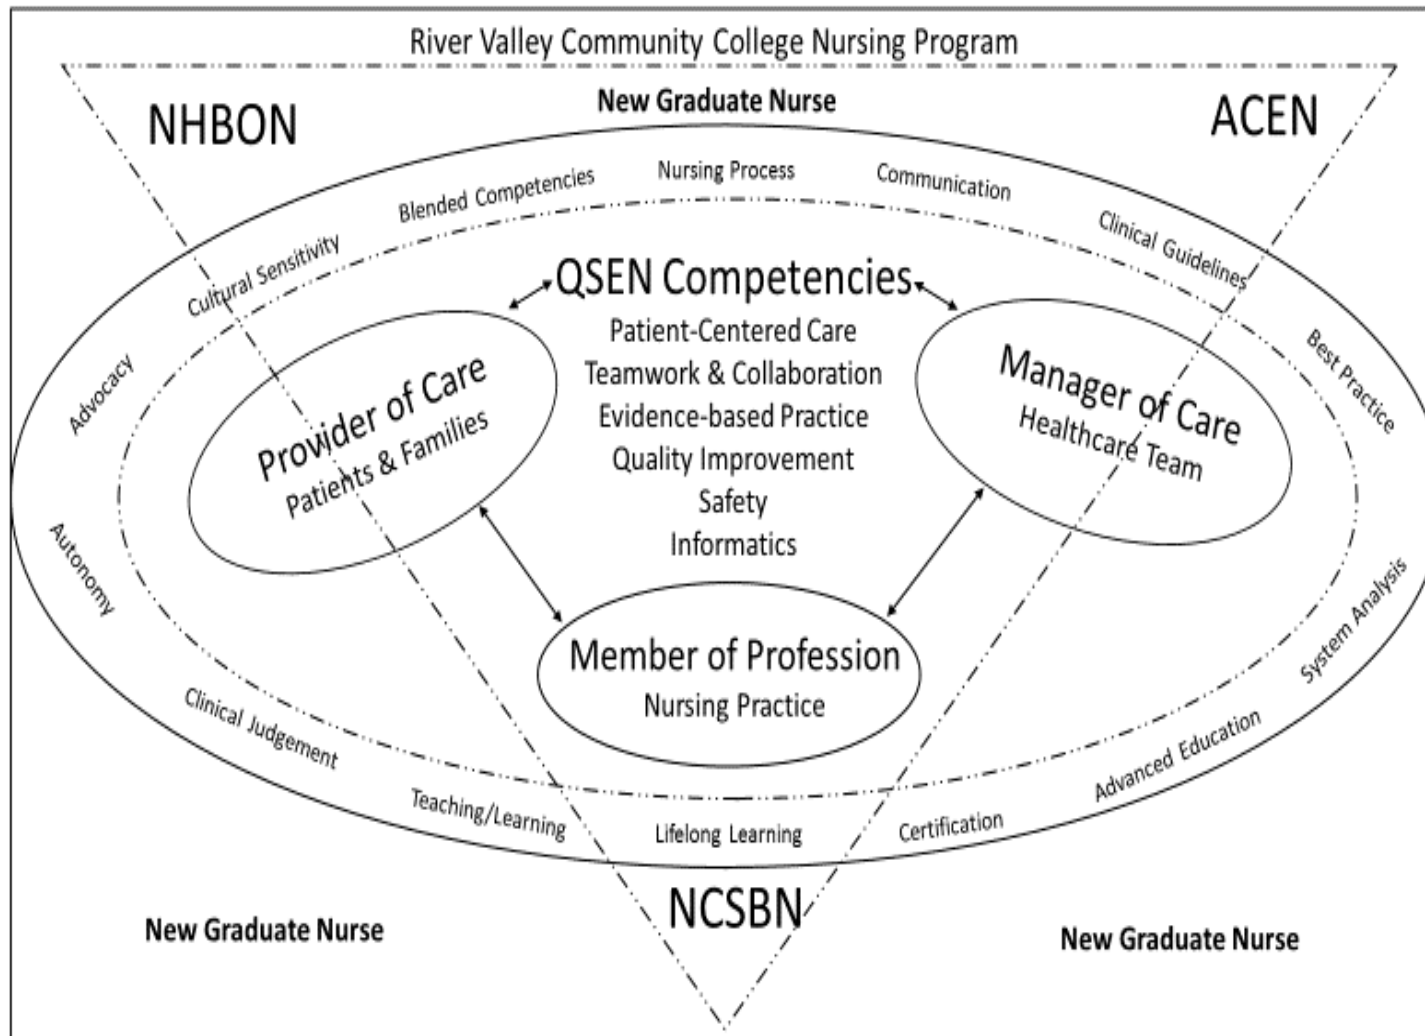 River Valley Community College Nursing Program
New Graduate Nurse
NHBON
ACEN
Nursing Process
Communication
Blended Competencies
Clinical Guidelines
Cultural Sensitivity
Best Practice
Advocacy
QSEN Competencies
Patient-Centered Care
Teamwork & Collaboration
Evidence-based Practice
Quality Improvement
Safety
Informatics
Provider of Care
Patients & Families
Manager of Care
Healthcare Team
Member of Profession
Nursing Practice
Autonomy
System Analysis
Clinical Judgement
Advanced Education
Teaching/Learning
Lifelong Learning
Certification
NCSBN
New Graduate Nurse
New Graduate Nurse